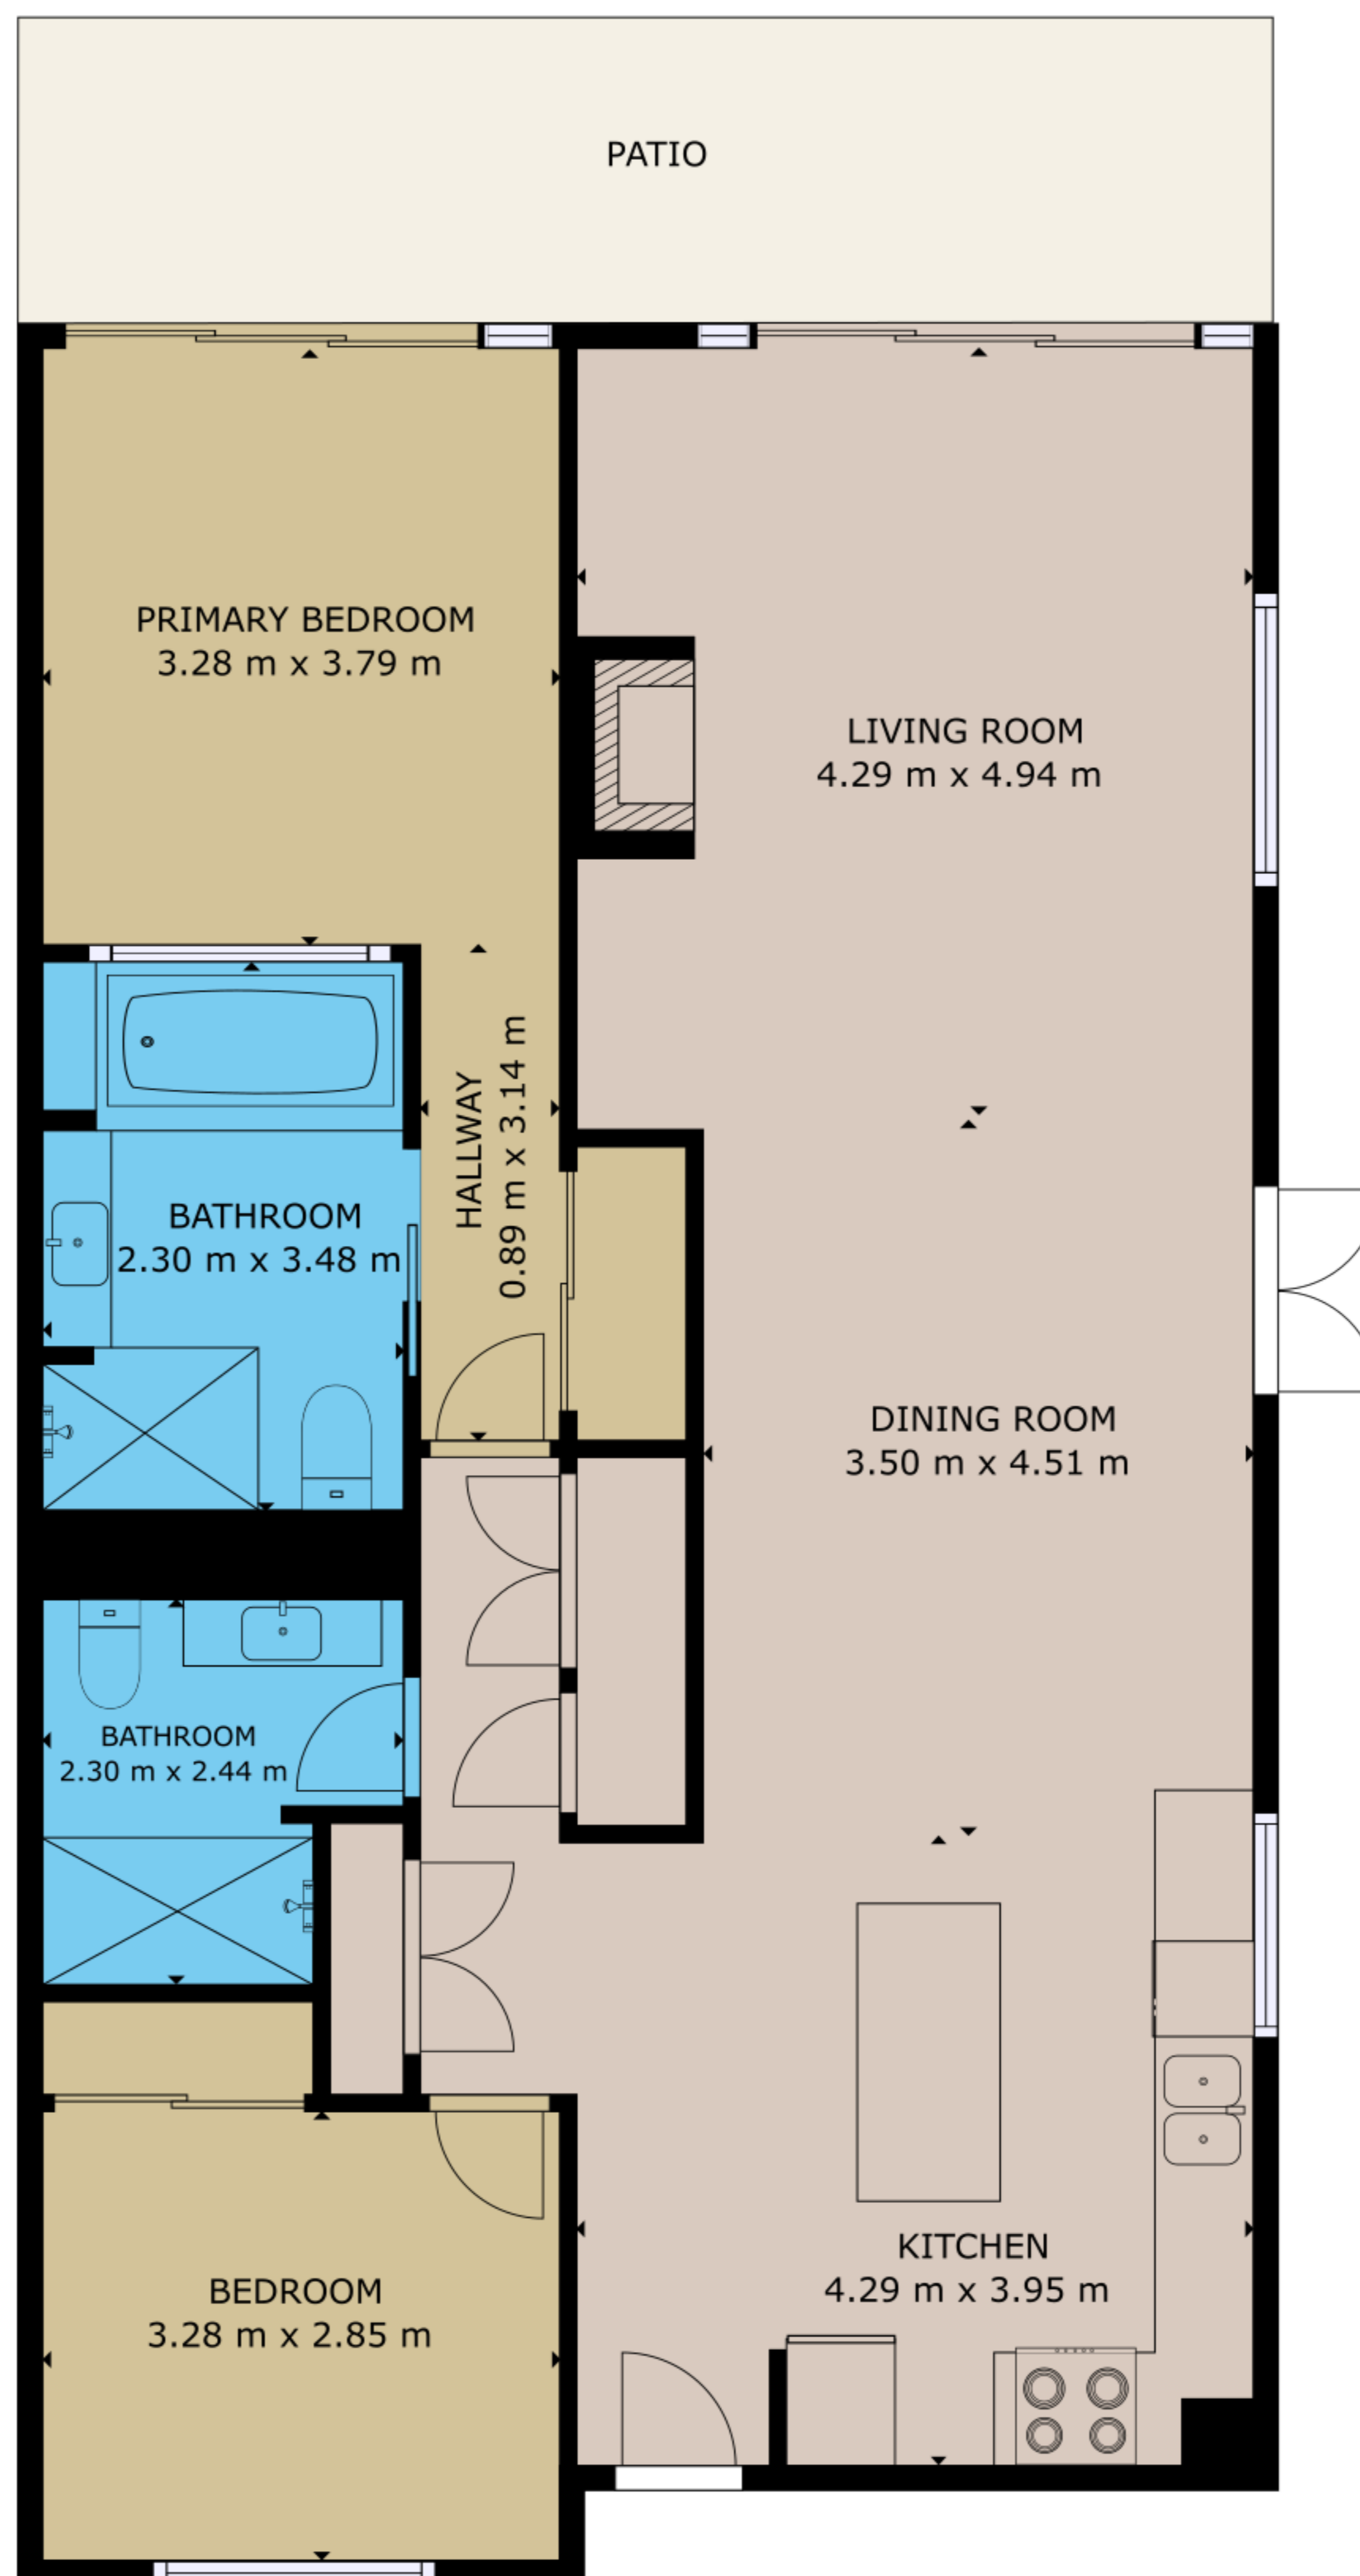 PATIO
PRIMARY BEDROOM
3.28 m x 3.79 m
LIVING ROOM
4.29 m x 4.94 m
HALLWAY
0.89 m x 3.14 m
BATHROOM
2.30 m x 3.48 m
DINING ROOM
3.50 m x 4.51 m
BATHROOM
2.30 m x 2.44 m
KITCHEN
4.29 m x 3.95 m
BEDROOM
3.28 m x 2.85 m